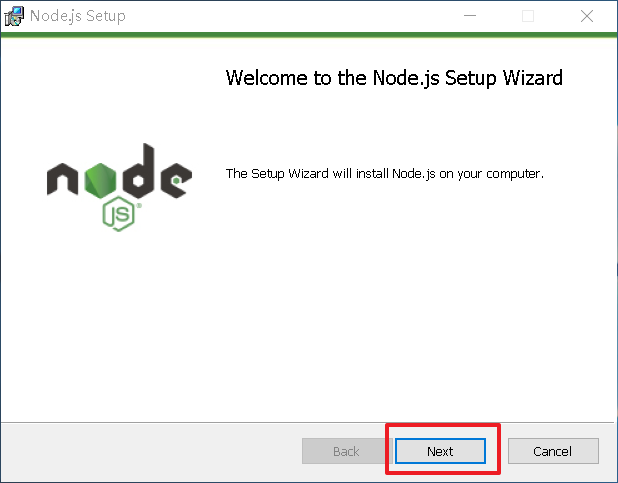 Node.js Setup
Welcome to the Node.js Setup Wizard
node
JS
The Setup Wizard will install Node.js on your computer.
Back
Next
Cancel